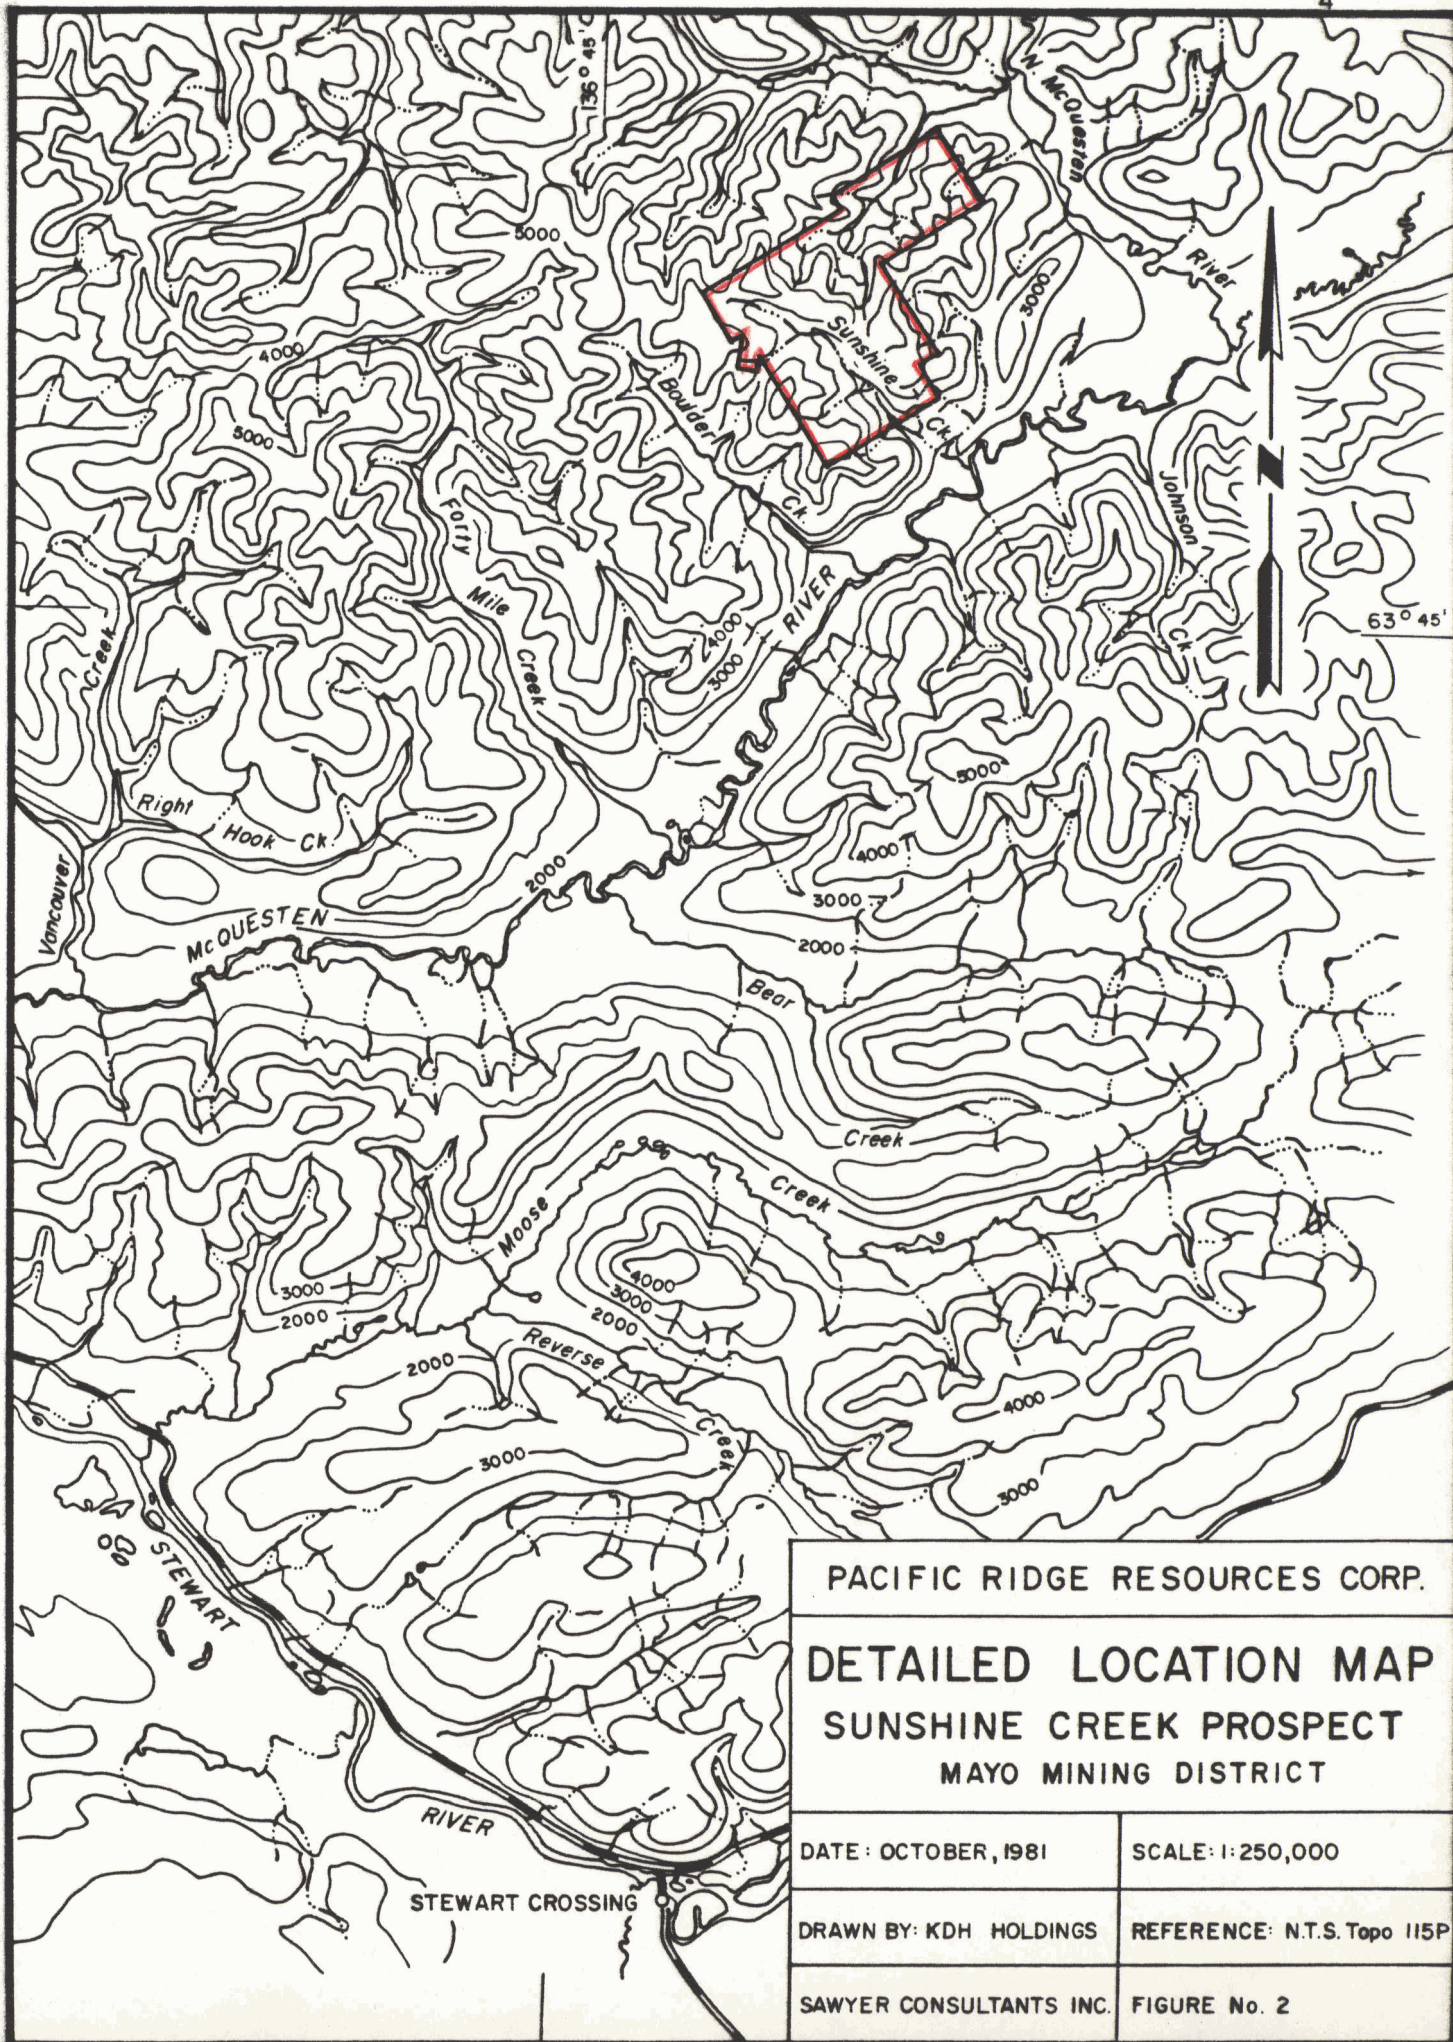 4
136° 45'
N McQuesten
River
5000
3000
Sunshine
Ck.
4000
Boulder
Ck.
5000
Johnson
Ck
Forty
Mile
Creek
RIVER
63° 45'
4000
3000
Creek
5000
Right
Hook Ck.
4000
3000
2000
Vancouver
McQUESTEN
2000
Bear
Creek
Creek
Moose
4000
3000
2000
3000
2000
Reverse
Creek
2000
4000
3000
3000
STEWART
RIVER
STEWART CROSSING
N
PACIFIC RIDGE RESOURCES CORP.
DETAILED LOCATION MAP
SUNSHINE CREEK PROSPECT
MAYO MINING DISTRICT
DATE: OCTOBER, 1981
SCALE: 1:250,000
DRAWN BY: KDH HOLDINGS
REFERENCE: N.T.S. Topo 115P
SAWYER CONSULTANTS INC.
FIGURE No. 2